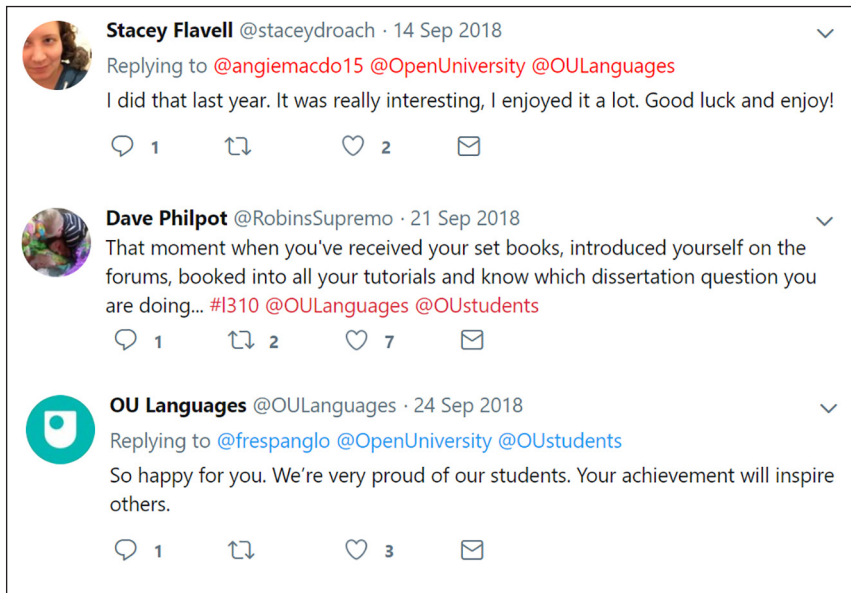 Stacey Flavell @staceydroach · 14 Sep 2018
Replying to @angiemacdo15 @OpenUniversity @OULanguages
I did that last year. It was really interesting, I enjoyed it a lot. Good luck and enjoy!
1 2
Dave Philpot @RobinsSupremo · 21 Sep 2018
That moment when you've received your set books, introduced yourself on the
forums, booked into all your tutorials and know which dissertation question you
are doing... #l310 @OULanguages @OUstudents
1 2 7
OU Languages @OULanguages · 24 Sep 2018
Replying to @frespanglo @OpenUniversity @OUstudents
So happy for you. We’re very proud of our students. Your achievement will inspire
others.
1 3